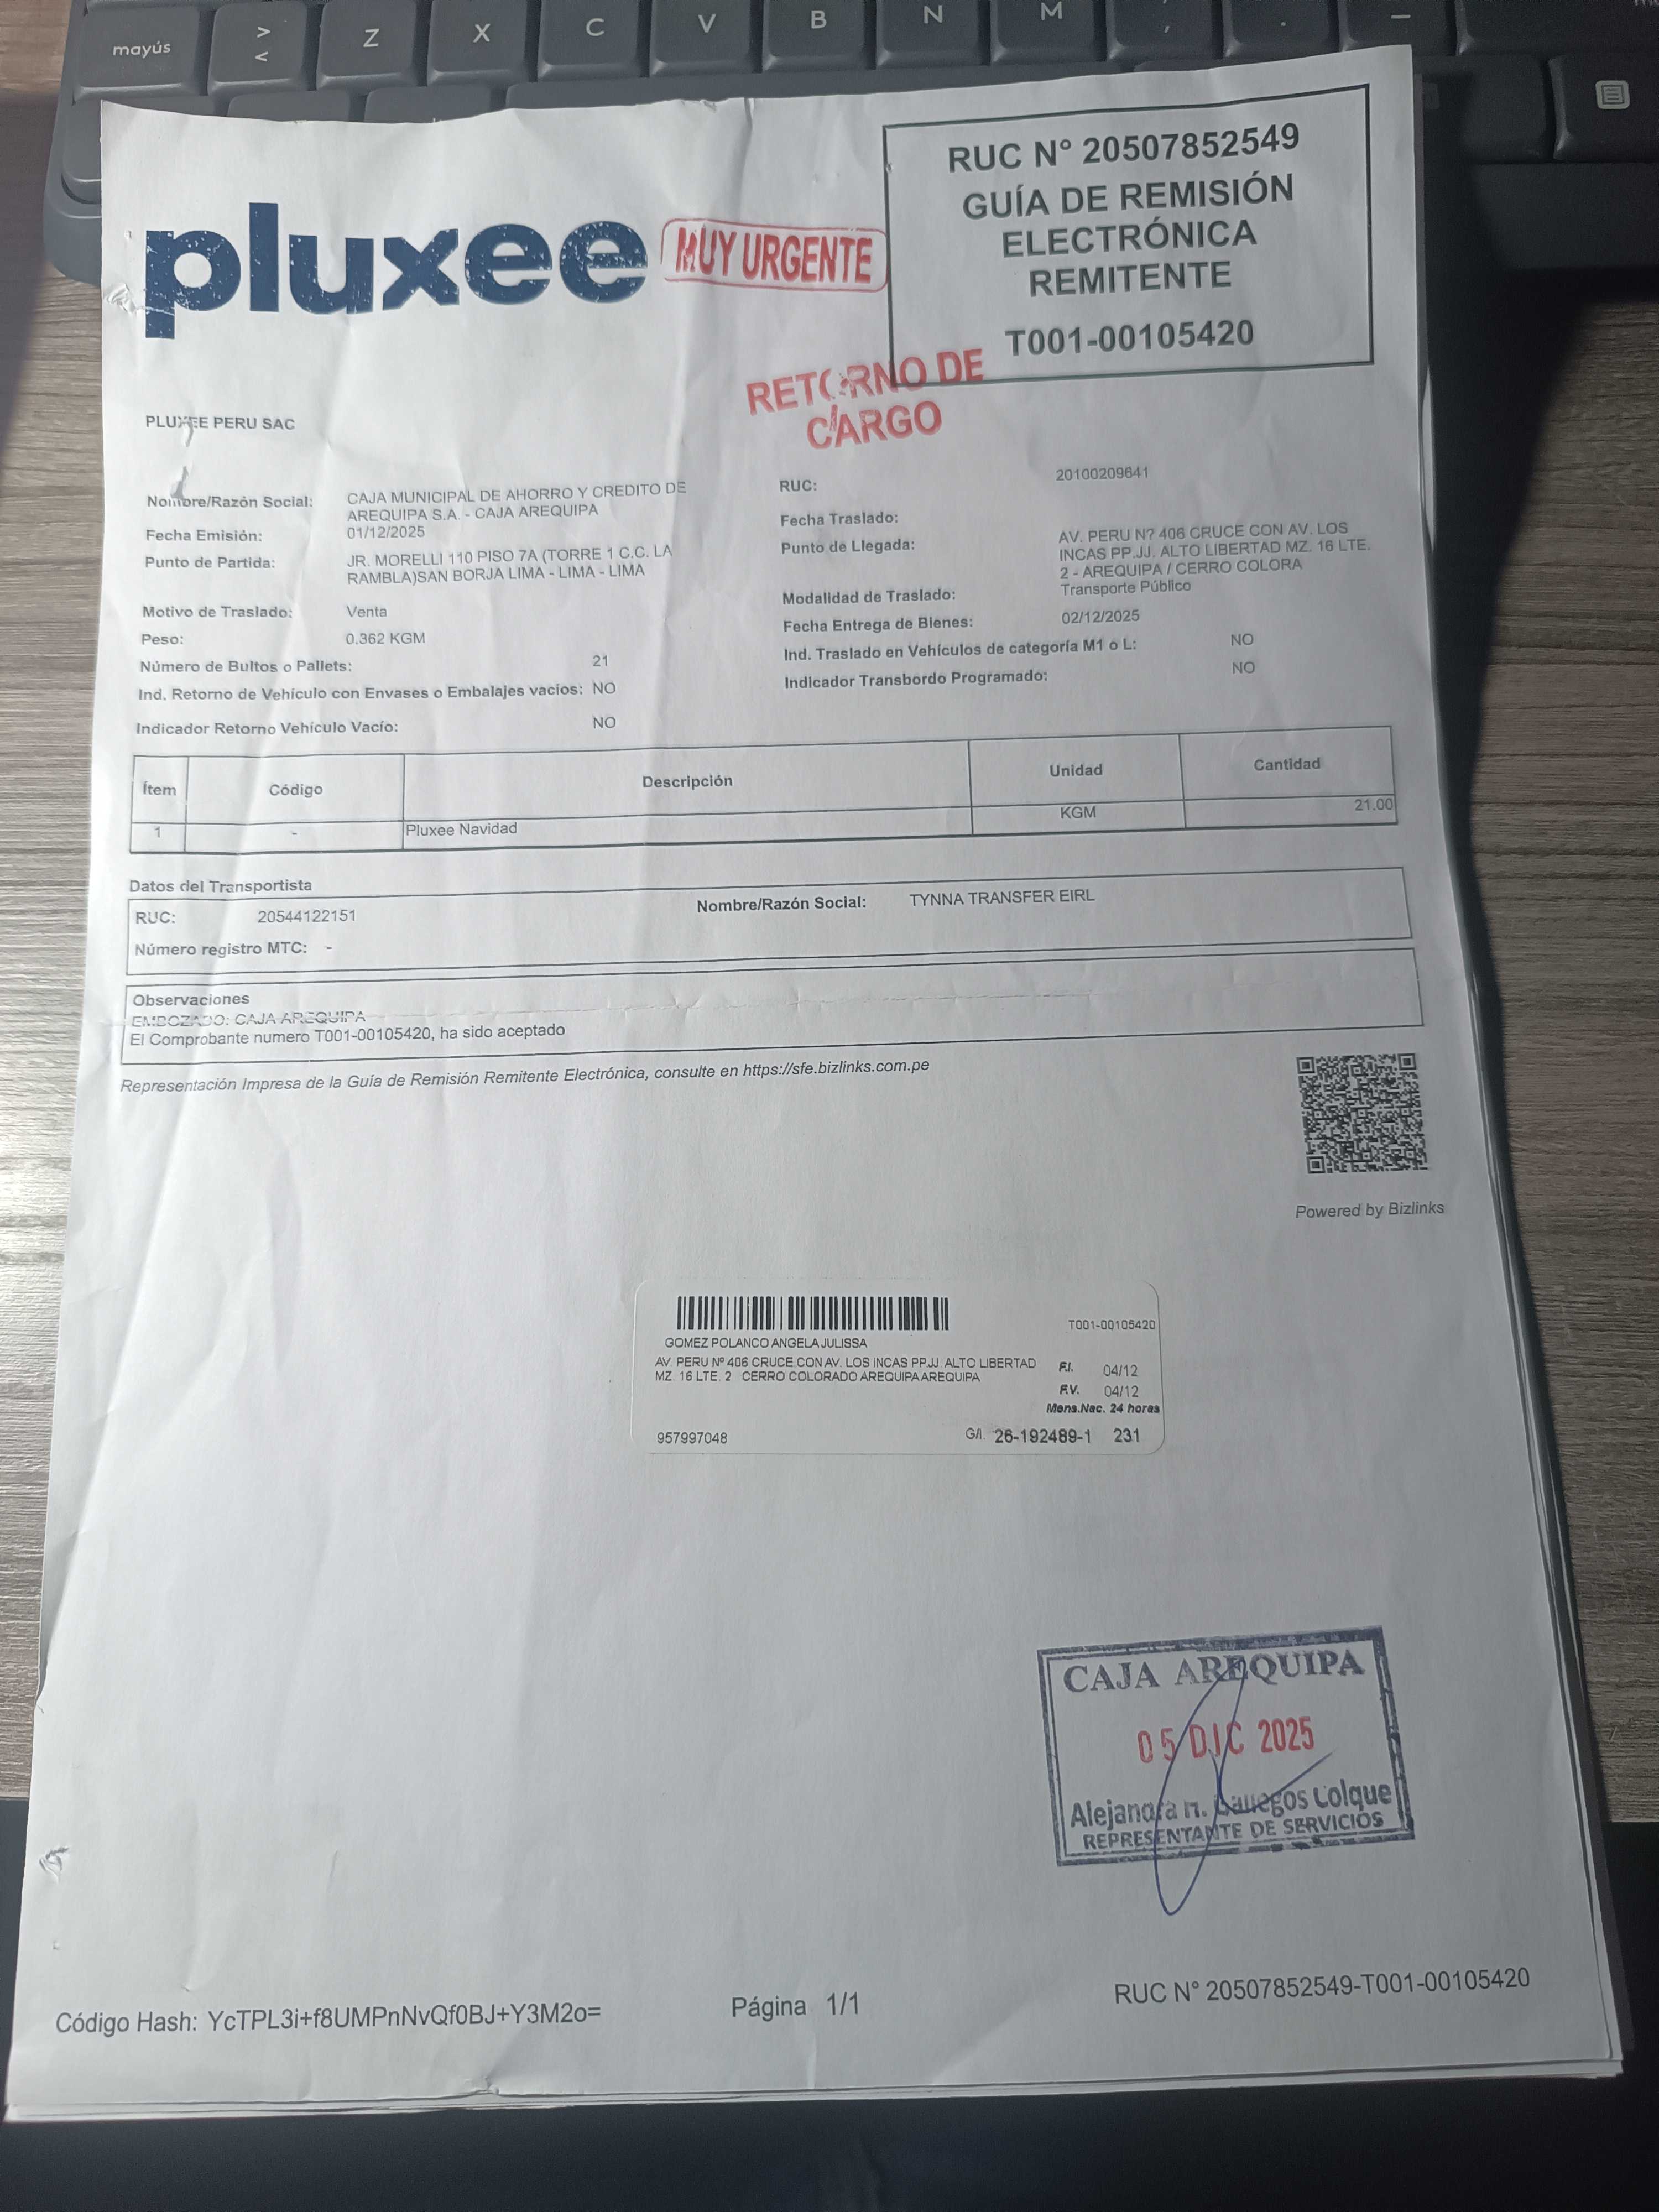 mayús
>
<
Z
X
C
V
B
N
M
,
.
RUC N° 20507852549
GUÍA DE REMISIÓN
ELECTRÓNICA
REMITENTE
T001-00105420
pluxee
MUY URGENTE
RETORNO DE
CARGO
PLUXEE PERU SAC
Nombre/Razón Social: CAJA MUNICIPAL DE AHORRO Y CREDITO DE
AREQUIPA S.A. - CAJA AREQUIPA
Fecha Emisión: 01/12/2025
Punto de Partida: JR. MORELLI 110 PISO 7A (TORRE 1 C.C. LA
RAMBLA)SAN BORJA LIMA - LIMA - LIMA
Motivo de Traslado: Venta
Peso: 0.362 KGM
Número de Bultos o Pallets: 21
Ind. Retorno de Vehículo con Envases o Embalajes vacíos: NO
Indicador Retorno Vehículo Vacío: NO
RUC: 20100209641
Fecha Traslado:
Punto de Llegada: AV. PERU N? 406 CRUCE CON AV. LOS
INCAS PP.JJ. ALTO LIBERTAD MZ. 16 LTE.
2 - AREQUIPA / CERRO COLORA
Modalidad de Traslado: Transporte Público
Fecha Entrega de Bienes: 02/12/2025
Ind. Traslado en Vehículos de categoría M1 o L: NO
Indicador Transbordo Programado: NO
Ítem Código Descripción Unidad Cantidad
1 - Pluxee Navidad KGM 21.00
Datos del Transportista
RUC: 20544122151 Nombre/Razón Social: TYNNA TRANSFER EIRL
Número registro MTC: -
Observaciones
EMBOZADO: CAJA AREQUIPA
El Comprobante numero T001-00105420, ha sido aceptado
Representación Impresa de la Guía de Remisión Remitente Electrónica, consulte en https://sfe.bizlinks.com.pe
Powered by Bizlinks
T001-00105420
GOMEZ POLANCO ANGELA JULISSA
AV. PERU Nº 406 CRUCE CON AV. LOS INCAS PP.JJ. ALTO LIBERTAD
MZ. 16 LTE. 2 CERRO COLORADO AREQUIPA AREQUIPA
F.I. 04/12
F.V. 04/12
Mens.Nac. 24 horas
957997048 G/I. 26-192489-1 231
CAJA AREQUIPA
05 DIC 2025
Alejandra Gallegos Colque
REPRESENTANTE DE SERVICIOS
Código Hash: YcTPL3i+f8UMPnNvQf0BJ+Y3M2o= Página 1/1 RUC N° 20507852549-T001-00105420